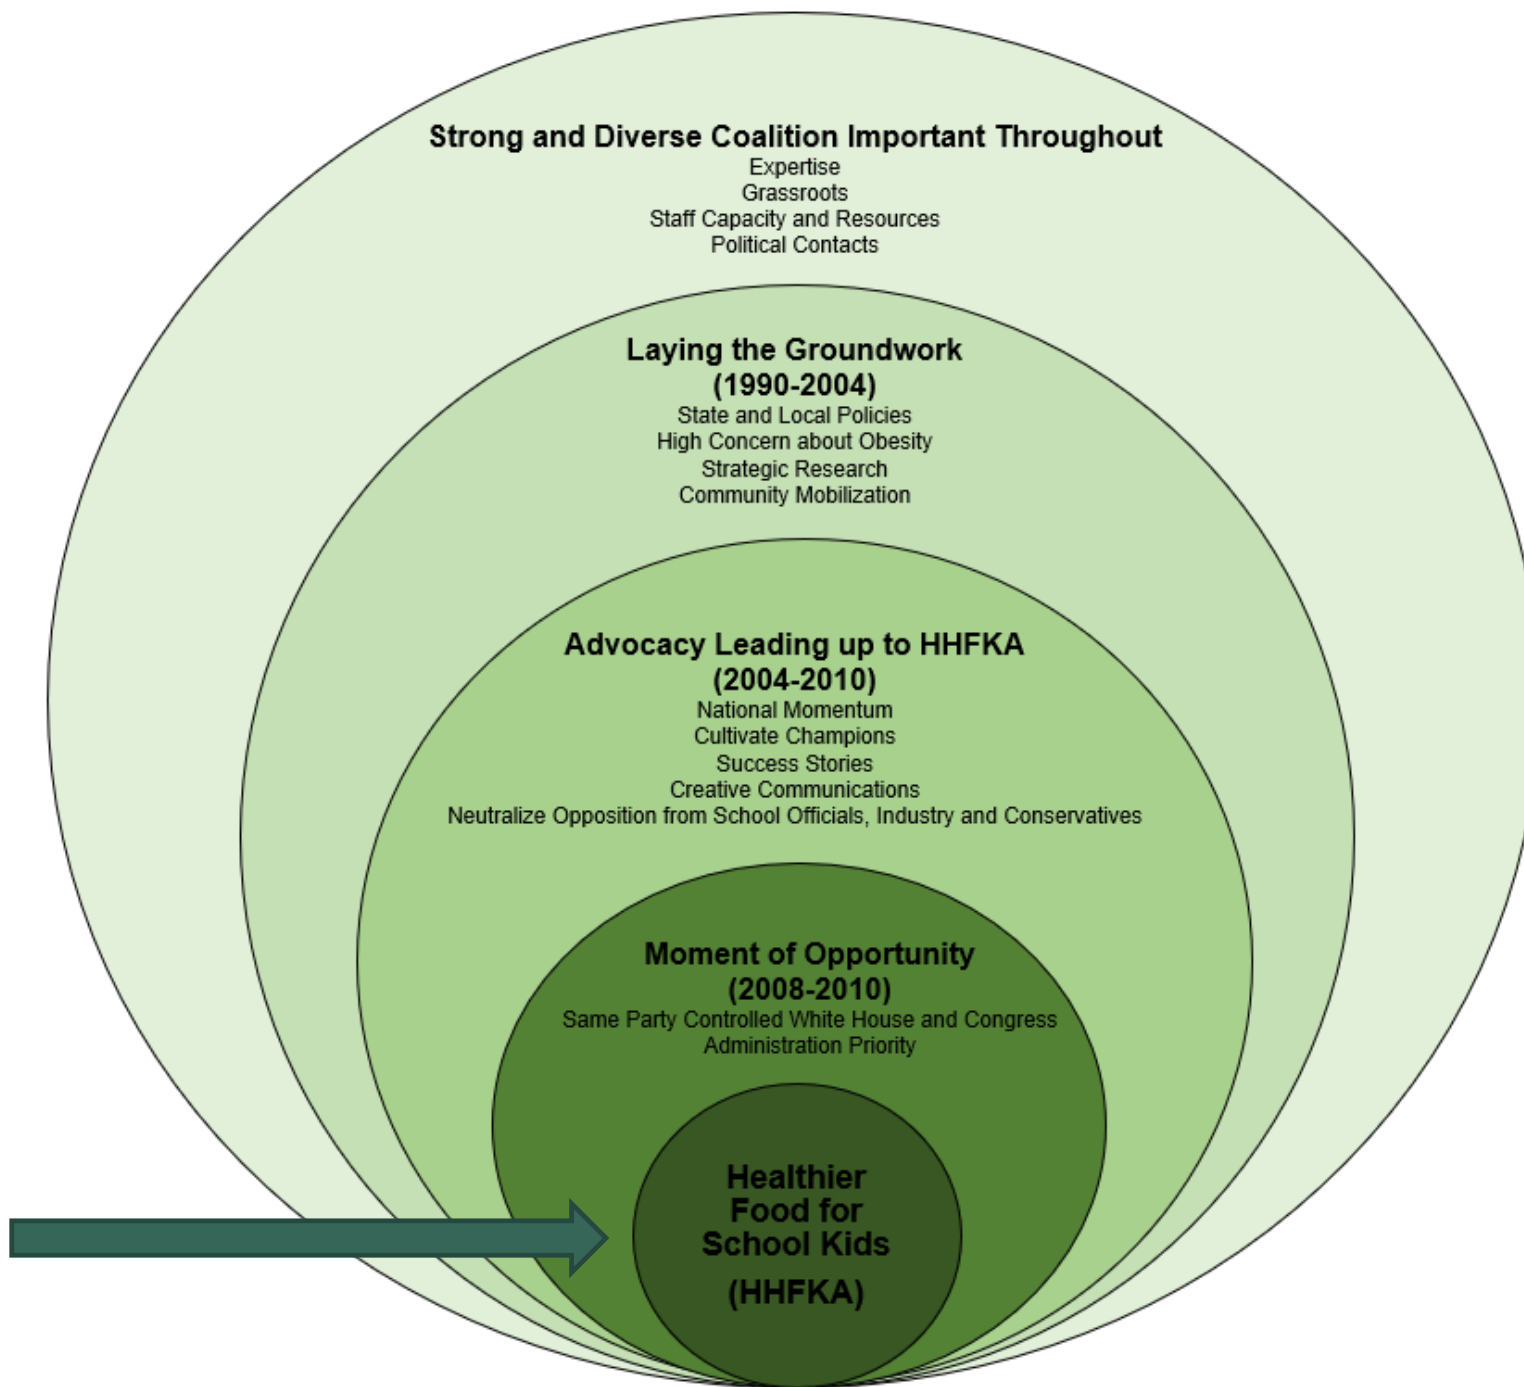 Strong and Diverse Coalition Important Throughout
Expertise
Grassroots
Staff Capacity and Resources
Political Contacts
Laying the Groundwork
(1990-2004)
State and Local Policies
High Concern about Obesity
Strategic Research
Community Mobilization
Advocacy Leading up to HHFKA
(2004-2010)
National Momentum
Cultivate Champions
Success Stories
Creative Communications
Neutralize Opposition from School Officials, Industry and Conservatives
Moment of Opportunity
(2008-2010)
Same Party Controlled White House and Congress
Administration Priority
Healthier
Food for
School Kids
(HHFKA)